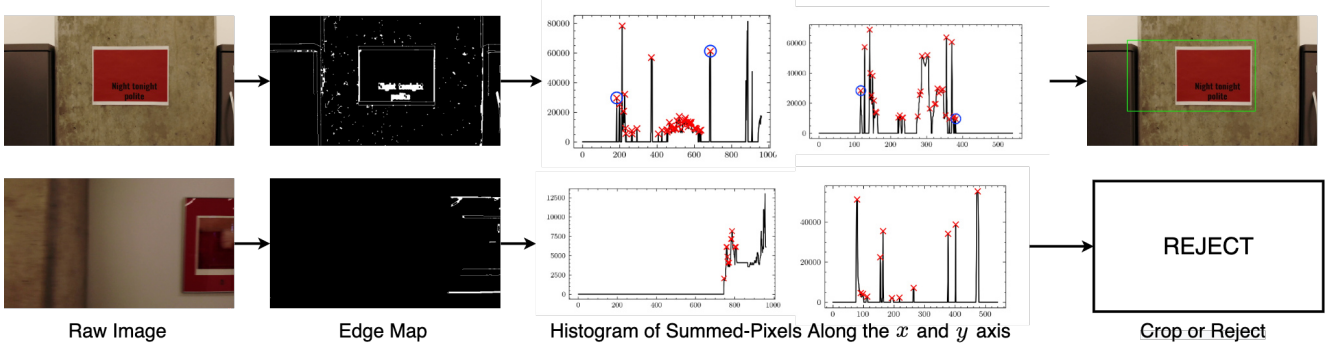 Night tonight
polite
Night tonight
polite
80000
60000
40000
20000
0
0 200 400 600 800 1000
60000
40000
20000
0
0 100 200 300 400 500
Night tonight
polite
12500
10000
7500
5000
2500
0
0 200 400 600 800 1000
40000
20000
0
0 100 200 300 400 500
REJECT
Raw Image
Edge Map
Histogram of Summed-Pixels Along the x and y axis
Crop or Reject